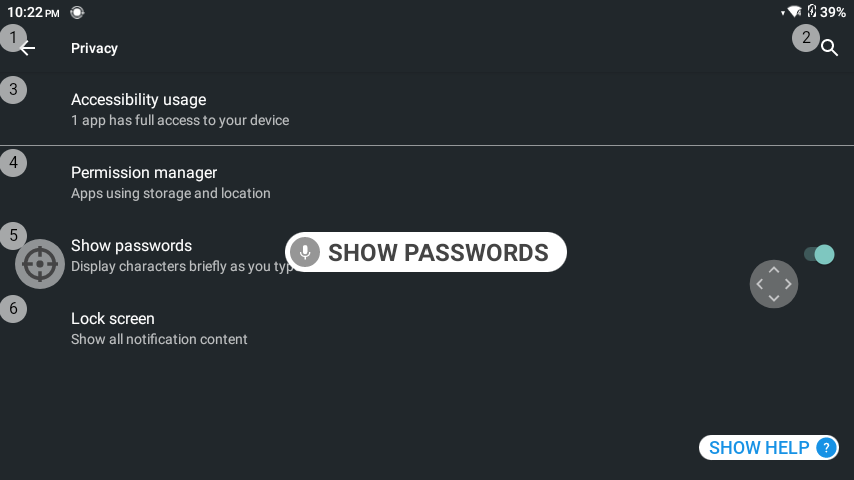 10:22 PM
39%
1
Privacy
2
3
Accessibility usage
1 app has full access to your device
4
Permission manager
Apps using storage and location
5
Show passwords
Display characters briefly as you typ
SHOW PASSWORDS
6
Lock screen
Show all notification content
SHOW HELP ?